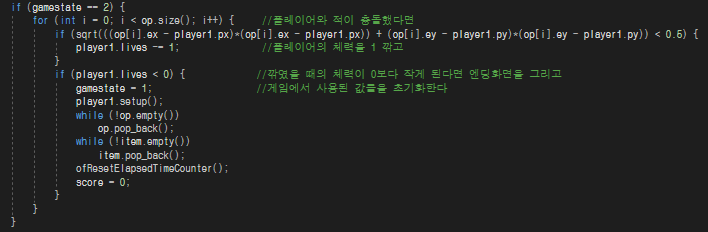 if (gamestate == 2) {
for (int i = 0; i < op.size(); i++) { //플레이어와 적이 충돌했다면
if (sqrt(((op[i].ex - player1.px)*(op[i].ex - player1.px)) + (op[i].ey - player1.py)*(op[i].ey - player1.py)) < 0.5) {
player1.lives -= 1; //플레이어의 체력을 1 깎고
}
if (player1.lives < 0) { //깎였을 때의 체력이 0보다 작게 된다면 엔딩화면을 그리고
gamestate = 1; //게임에서 사용된 값들을 초기화한다
player1.setup();
while (!op.empty())
op.pop_back();
while (!item.empty())
item.pop_back();
ofResetElapsedTimeCounter();
score = 0;
}
}
}